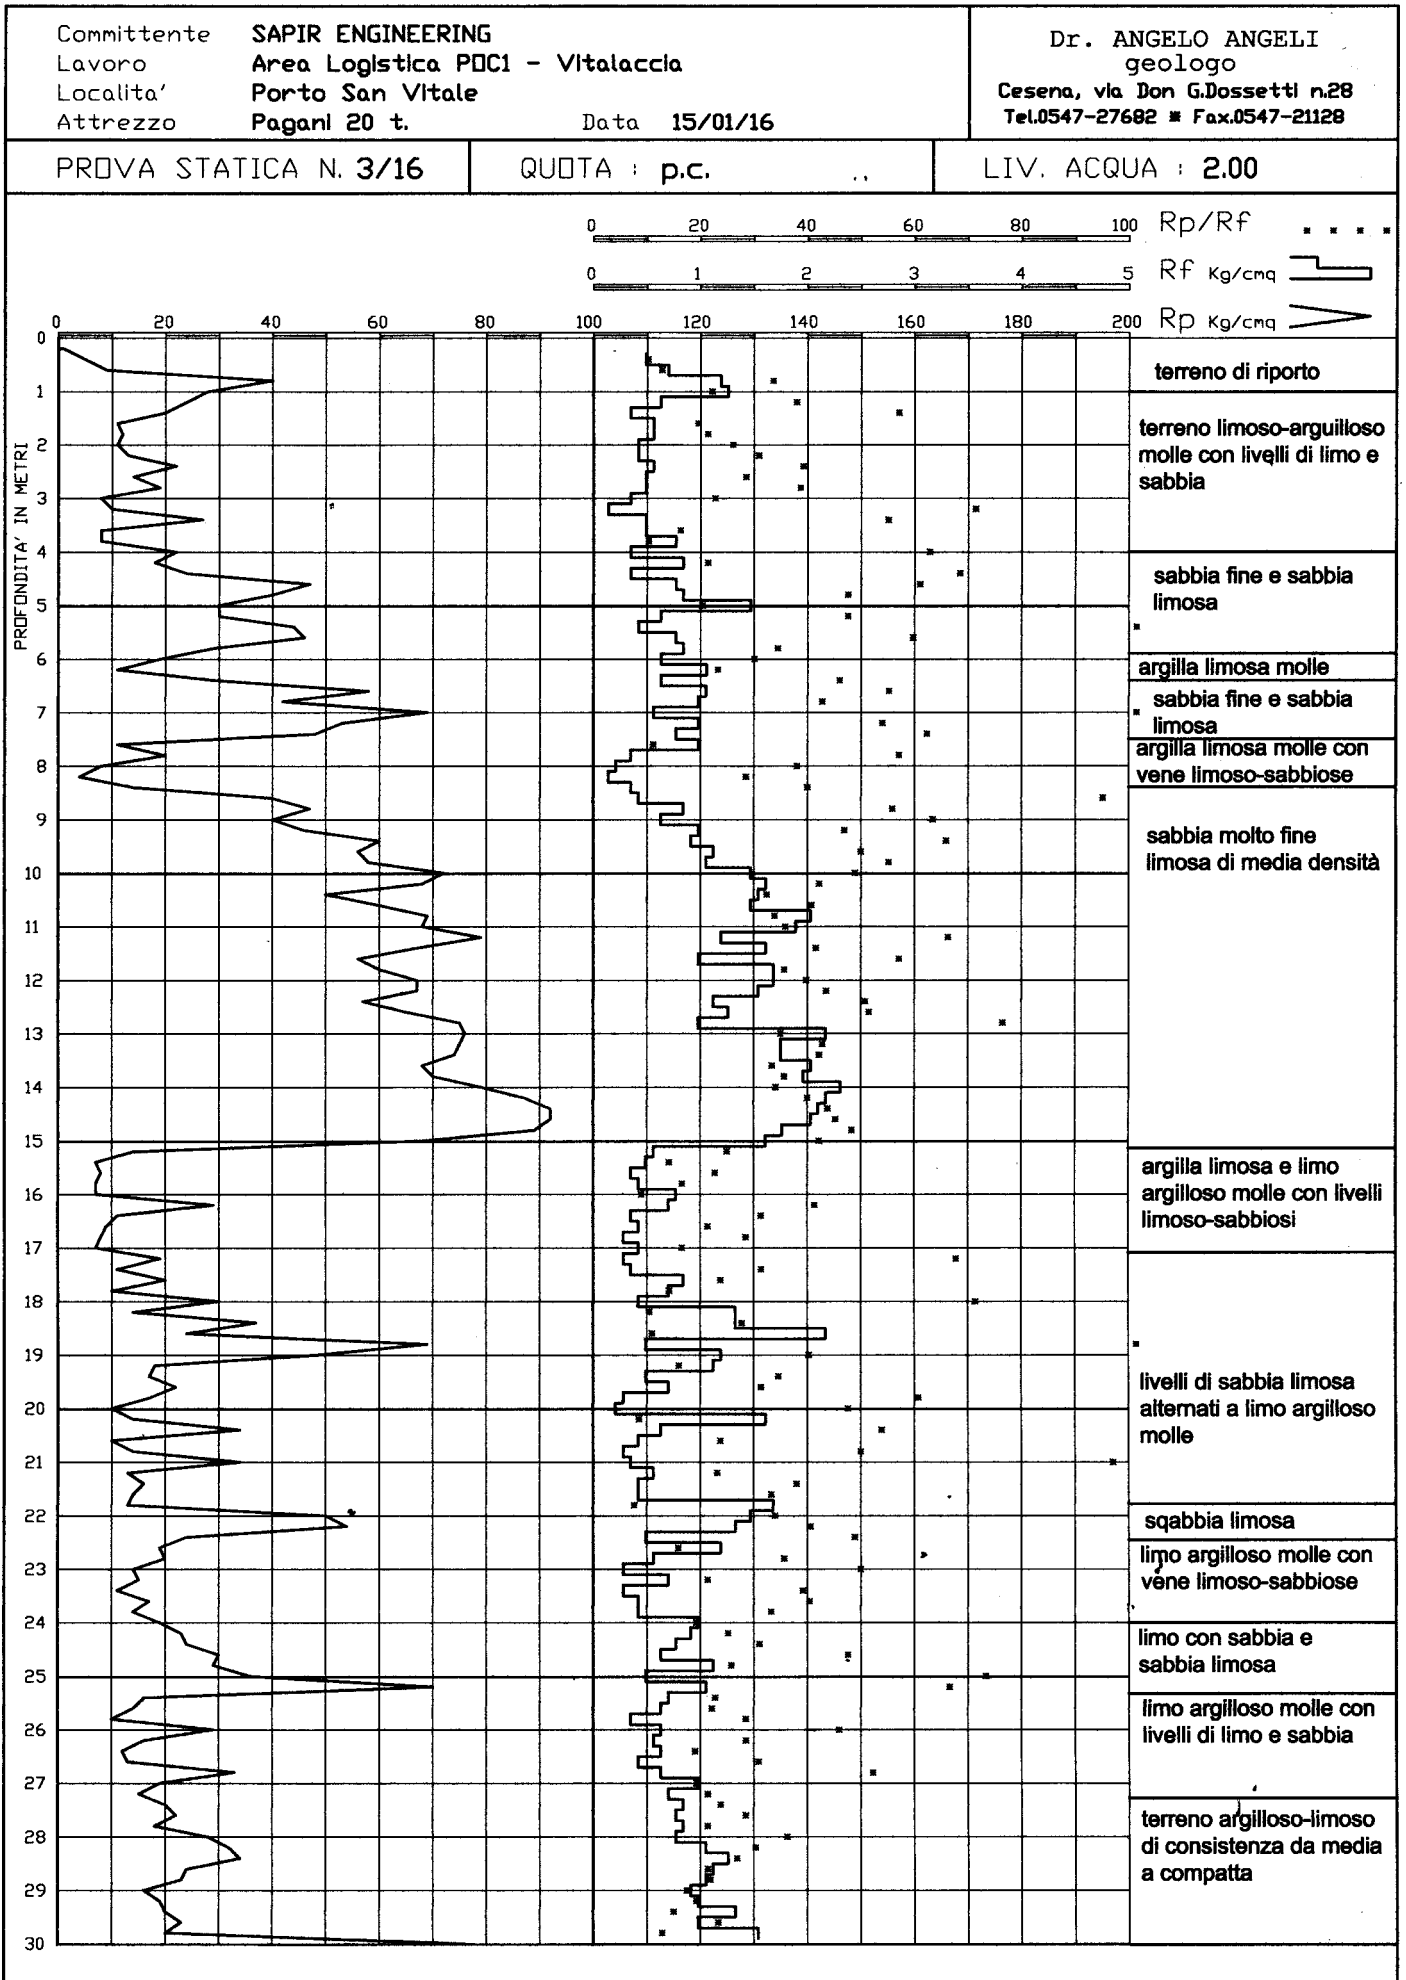 Committente SAPIR ENGINEERING
Lavoro Area Logistica POC1 - Vitalaccia
Localita' Porto San Vitale
Attrezzo Pagani 20 t. Data 15/01/16
Dr. ANGELO ANGELI
geologo
Cesena, via Don G.Dossetti n.28
Tel.0547-27682 * Fax.0547-21128
PROVA STATICA N. 3/16
QUOTA : p.c.
LIV. ACQUA : 2.00
0 20 40 60 80 100 Rp/Rf
0 1 2 3 4 5 Rf Kg/cmq
0 20 40 60 80 100 120 140 160 180 200 Rp Kg/cmq
PROFONDITA' IN METRI
0
1
2
3
4
5
6
7
8
9
10
11
12
13
14
15
16
17
18
19
20
21
22
23
24
25
26
27
28
29
30
terreno di riporto
terreno limoso-arguilloso
molle con livelli di limo e
sabbia
sabbia fine e sabbia
limosa
argilla limosa molle
sabbia fine e sabbia
limosa
argilla limosa molle con
vene limoso-sabbiose
sabbia molto fine
limosa di media densità
argilla limosa e limo
argilloso molle con livelli
limoso-sabbiosi
livelli di sabbia limosa
alternati a limo argilloso
molle
sqabbia limosa
limo argilloso molle con
vene limoso-sabbiose
limo con sabbia e
sabbia limosa
limo argilloso molle con
livelli di limo e sabbia
terreno argilloso-limoso
di consistenza da media
a compatta